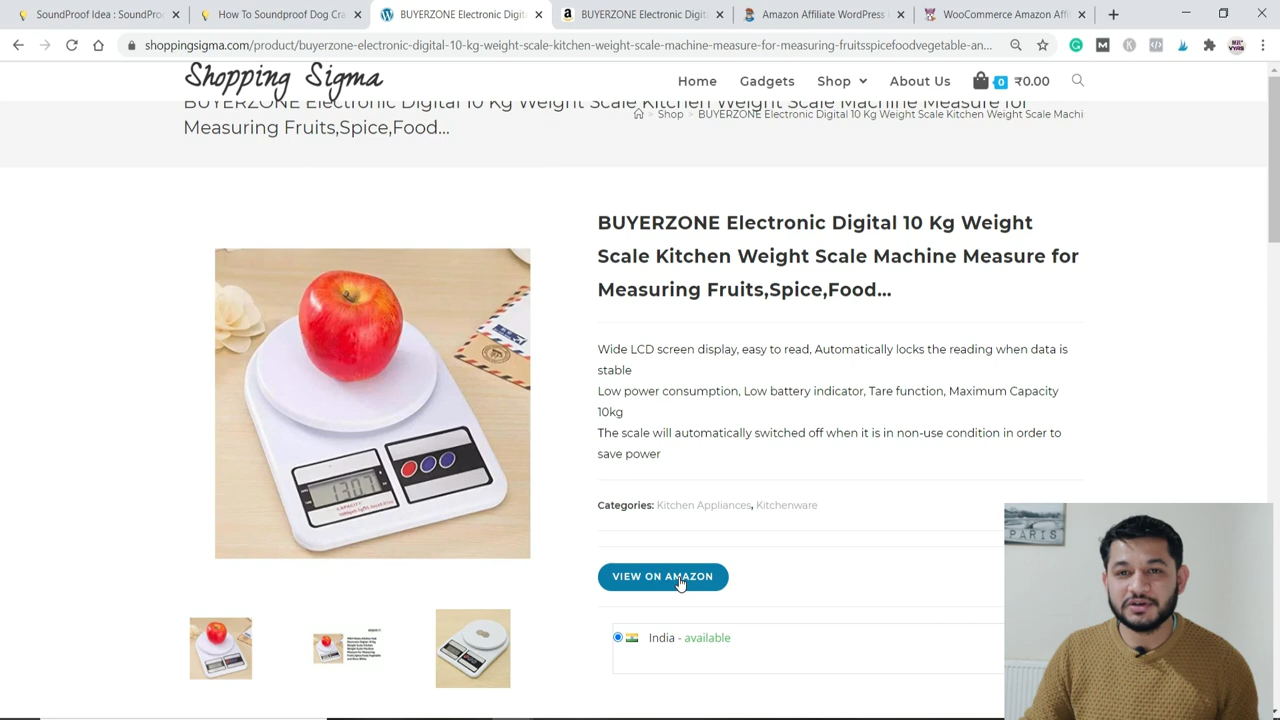 SoundProof Idea : SoundPro
How To Soundproof Dog Cra
BUYERZONE Electronic Digit
BUYERZONE Electronic Digit
Amazon Affiliate WordPress
WooCommerce Amazon Affi
shoppingsigma.com/product/buyerzone-electronic-digital-10-kg-weight-scale-kitchen-weight-scale-machine-measure-for-measuring-fruitsspicefoodvegetable-an...
Shopping Sigma
Home
Gadgets
Shop
About Us
0
₹0.00
BUYERZONE Electronic Digital 10 Kg Weight Scale Kitchen Weight Scale Machine Measure for
Measuring Fruits,Spice,Food...
> Shop > BUYERZONE Electronic Digital 10 Kg Weight Scale Kitchen Weight Scale Machi
BUYERZONE Electronic Digital 10 Kg Weight
Scale Kitchen Weight Scale Machine Measure for
Measuring Fruits,Spice,Food...
Wide LCD screen display, easy to read, Automatically locks the reading when data is
stable
Low power consumption, Low battery indicator, Tare function, Maximum Capacity
10kg
The scale will automatically switched off when it is in non-use condition in order to
save power
Categories: Kitchen Appliances, Kitchenware
VIEW ON AMAZON
India - available
1307
CAPACITY
PARIS